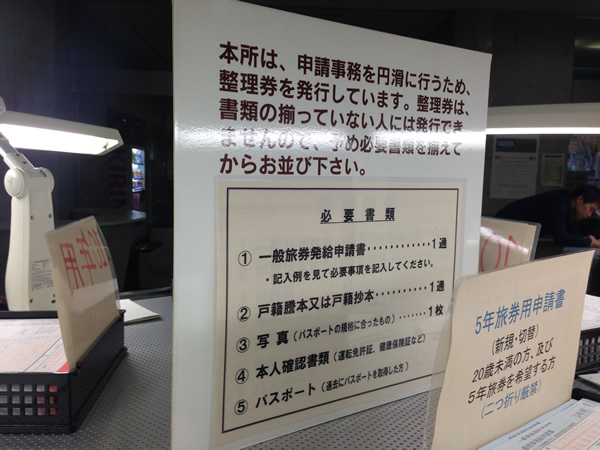 本所は、申請事務を円滑に行うため、
整理券を発行しています。整理券は、
書類の揃っていない人には発行でき
ませんので、予め必要書類を揃えて
からお並び下さい。
必要書類
① 一般旅券発給申請書‥‥‥‥‥1通
・記入例を見て必要事項を記入してください。
② 戸籍謄本又は戸籍抄本‥‥‥‥‥1通
③ 写真(パスポートの規格に合ったもの)‥‥‥1枚
④ 本人確認書類(運転免許証、健康保険証など)
⑤ パスポート(過去にパスポートを取得した方)
5年旅券用申請書
(新規・切替)
20歳未満の方、及び
5年旅券を希望する方
(二つ折り厳禁)
10年用